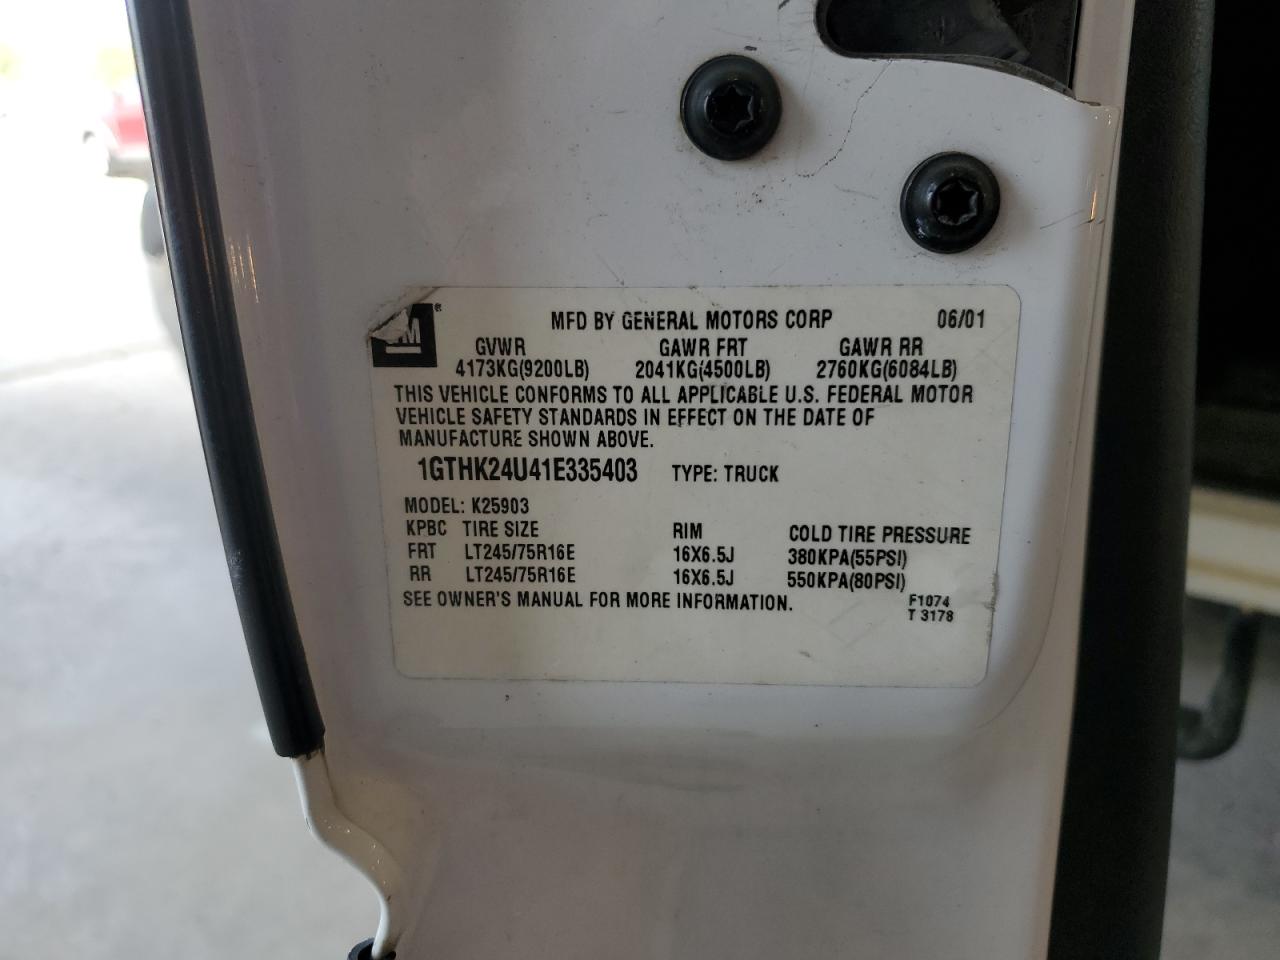 M ®
MFD BY GENERAL MOTORS CORP 06/01
GVWR GAWR FRT GAWR RR
4173KG(9200LB) 2041KG(4500LB) 2760KG(6084LB)
THIS VEHICLE CONFORMS TO ALL APPLICABLE U.S. FEDERAL MOTOR
VEHICLE SAFETY STANDARDS IN EFFECT ON THE DATE OF
MANUFACTURE SHOWN ABOVE.
1GTHK24U41E335403 TYPE: TRUCK
MODEL: K25903
KPBC TIRE SIZE RIM COLD TIRE PRESSURE
FRT LT245/75R16E 16X6.5J 380KPA(55PSI)
RR LT245/75R16E 16X6.5J 550KPA(80PSI)
SEE OWNER'S MANUAL FOR MORE INFORMATION.
F1074
T 3178